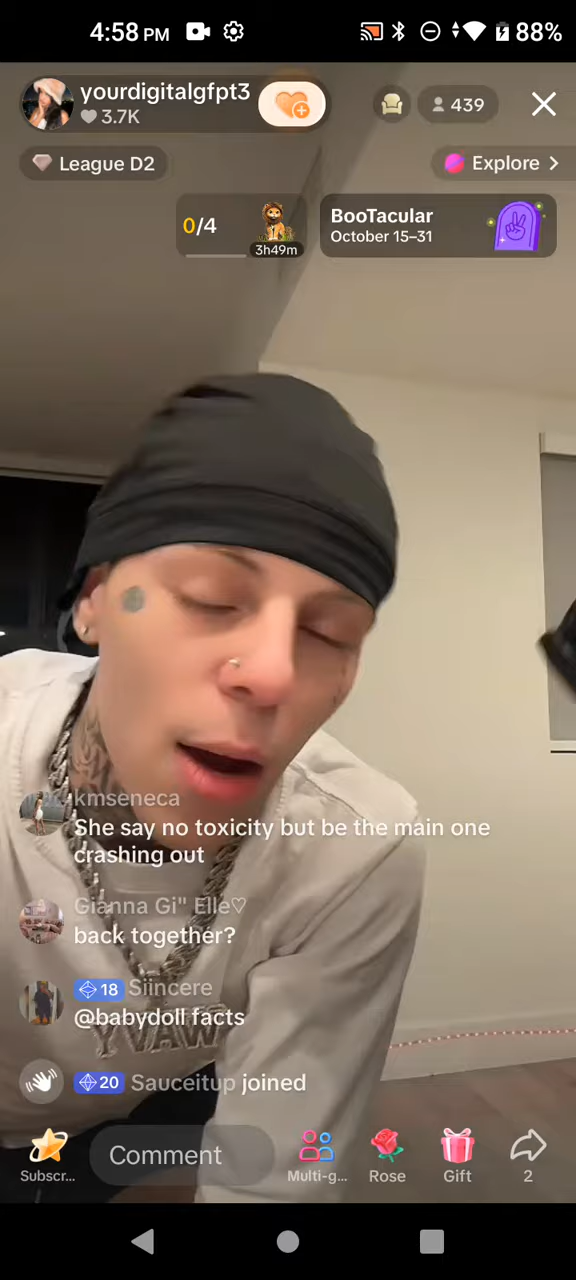 4:58 PM
88%
yourdigitalgfpt3
3.7K
439
League D2
Explore >
0/4
3h49m
BooTacular
October 15–31
kmseneca
She say no toxicity but be the main one
crashing out
Gianna Gi" Elle♡
back together?
18 Siincere
@babydoll facts
20 Sauceitup joined
Subscr...
Comment
Multi-g...
Rose
Gift
2